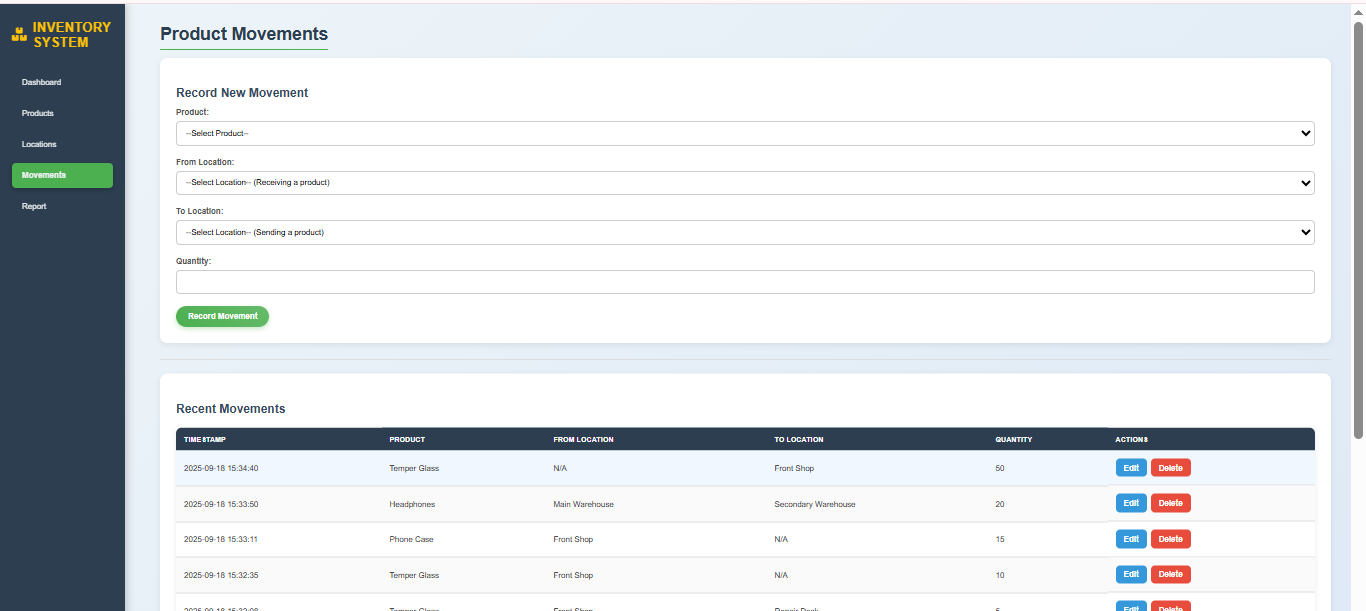 INVENTORY
SYSTEM
Dashboard
Products
Locations
Movements
Report
Product Movements
Record New Movement
Product:
--Select Product--
From Location:
--Select Location-- (Receiving a product)
To Location:
--Select Location-- (Sending a product)
Quantity:
Record Movement
Recent Movements
TIMESTAMP PRODUCT FROM LOCATION TO LOCATION QUANTITY ACTIONS
2025-09-18 15:34:40 Temper Glass N/A Front Shop 50 Edit Delete
2025-09-18 15:33:50 Headphones Main Warehouse Secondary Warehouse 20 Edit Delete
2025-09-18 15:33:11 Phone Case Front Shop N/A 15 Edit Delete
2025-09-18 15:32:35 Temper Glass Front Shop N/A 10 Edit Delete
Temper Glass Front Shop Edit Delete